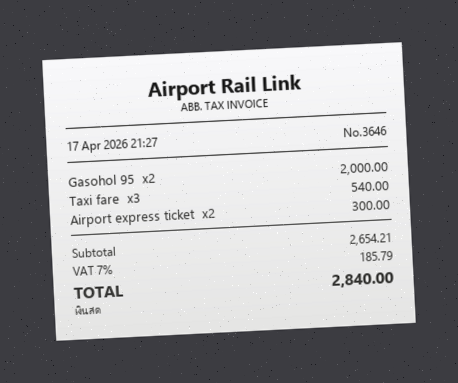 Airport Rail Link
ABB. TAX INVOICE
17 Apr 2026 21:27 No.3646
Gasohol 95 x2 2,000.00
Taxi fare x3 540.00
Airport express ticket x2 300.00
Subtotal 2,654.21
VAT 7% 185.79
TOTAL 2,840.00
เงินสด